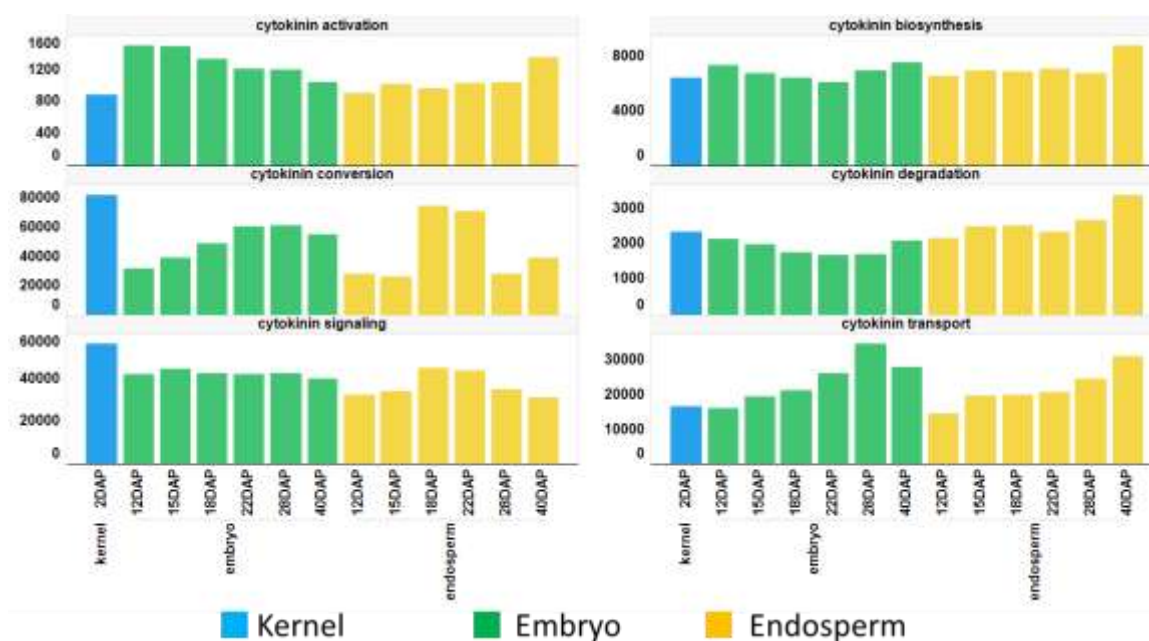 cytokinin activation
1600
1200
800
400
0
cytokinin biosynthesis
8000
4000
0
cytokinin conversion
80000
60000
40000
20000
0
cytokinin degradation
3000
2000
1000
0
cytokinin signaling
60000
40000
20000
0
cytokinin transport
30000
20000
10000
0
2DAP
12DAP
15DAP
18DAP
22DAP
28DAP
40DAP
12DAP
15DAP
18DAP
22DAP
28DAP
40DAP
kernel
embryo
endosperm
2DAP
12DAP
15DAP
18DAP
22DAP
28DAP
40DAP
12DAP
15DAP
18DAP
22DAP
28DAP
40DAP
kernel
embryo
endosperm
Kernel Embryo Endosperm